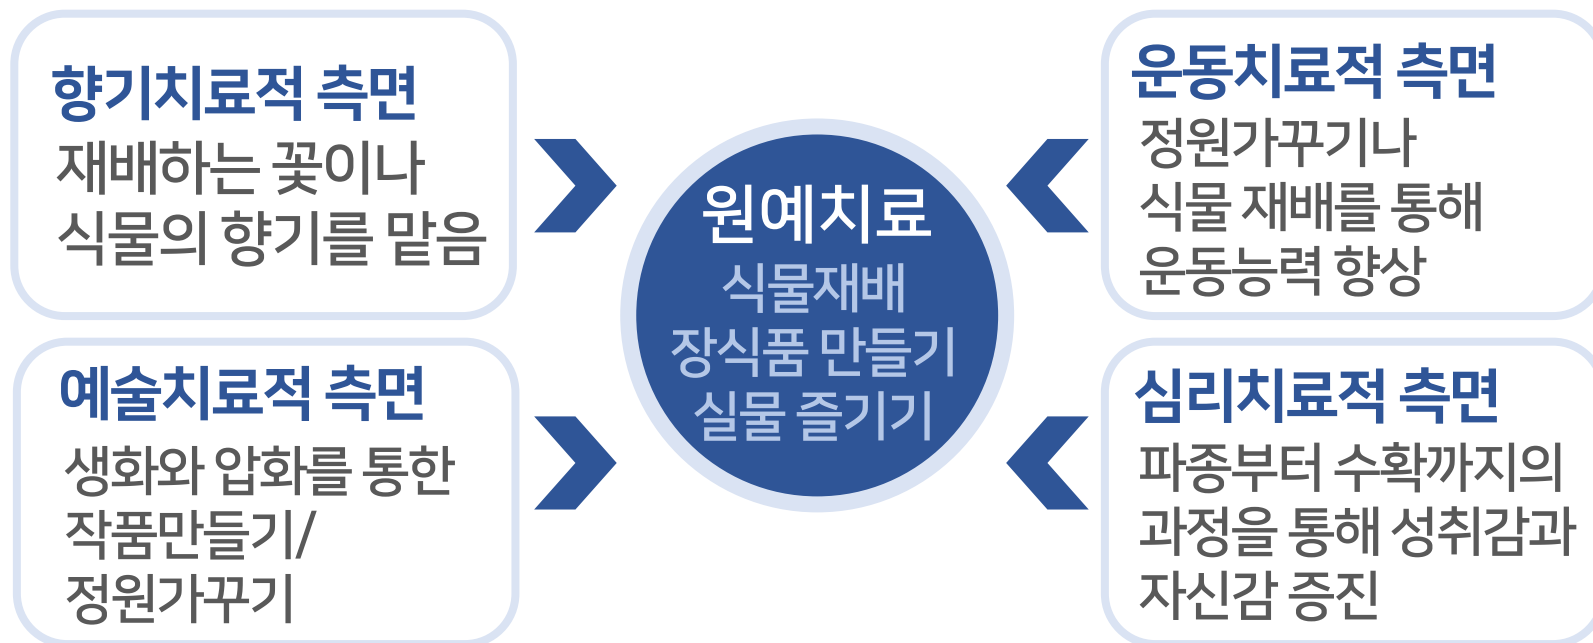 향기치료적 측면
재배하는 꽃이나
식물의 향기를 맡음
예술치료적 측면
생화와 압화를 통한
작품만들기/
정원가꾸기
원예치료
식물재배
장식품 만들기
실물 즐기기
운동치료적 측면
정원가꾸기나
식물 재배를 통해
운동능력 향상
심리치료적 측면
파종부터 수확까지의
과정을 통해 성취감과
자신감 증진